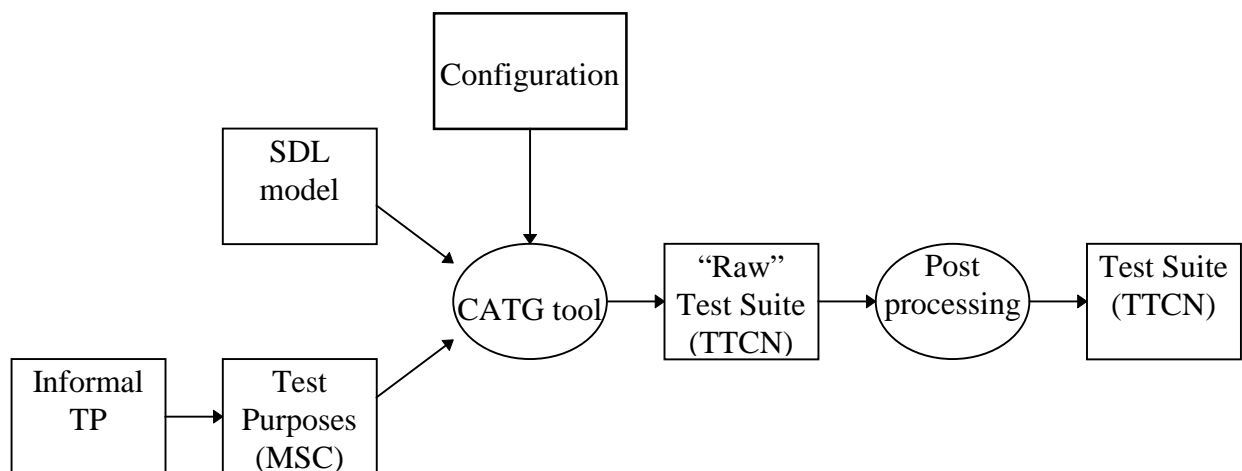 Configuration
SDL
model
CATG tool
“Raw”
Test Suite
(TTCN)
Post
processing
Test Suite
(TTCN)
Informal
TP
Test
Purposes
(MSC)